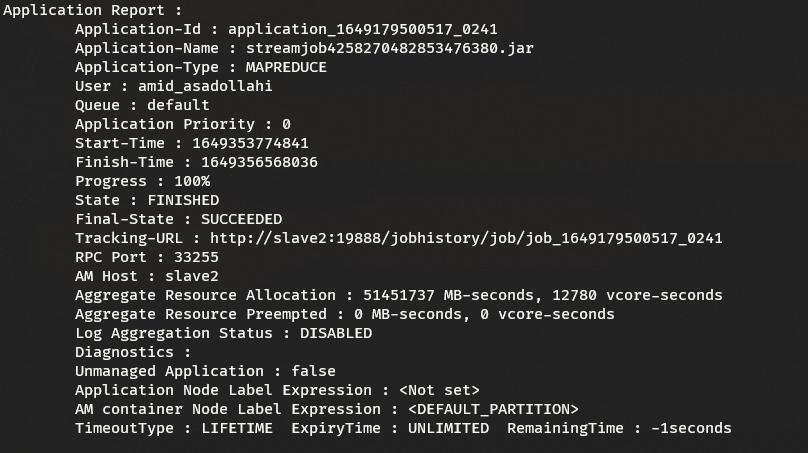 Application Report :
Application-Id : application_1649179500517_0241
Application-Name : streamjob4258270482853476380.jar
Application-Type : MAPREDUCE
User : amid_asadollahi
Queue : default
Application Priority : 0
Start-Time : 1649353774841
Finish-Time : 1649356568036
Progress : 100%
State : FINISHED
Final-State : SUCCEEDED
Tracking-URL : http://slave2:19888/jobhistory/job/job_1649179500517_0241
RPC Port : 33255
AM Host : slave2
Aggregate Resource Allocation : 51451737 MB-seconds, 12780 vcore-seconds
Aggregate Resource Preempted : 0 MB-seconds, 0 vcore-seconds
Log Aggregation Status : DISABLED
Diagnostics :
Unmanaged Application : false
Application Node Label Expression : <Not set>
AM container Node Label Expression : <DEFAULT_PARTITION>
TimeoutType : LIFETIME  ExpiryTime : UNLIMITED  RemainingTime : -1seconds